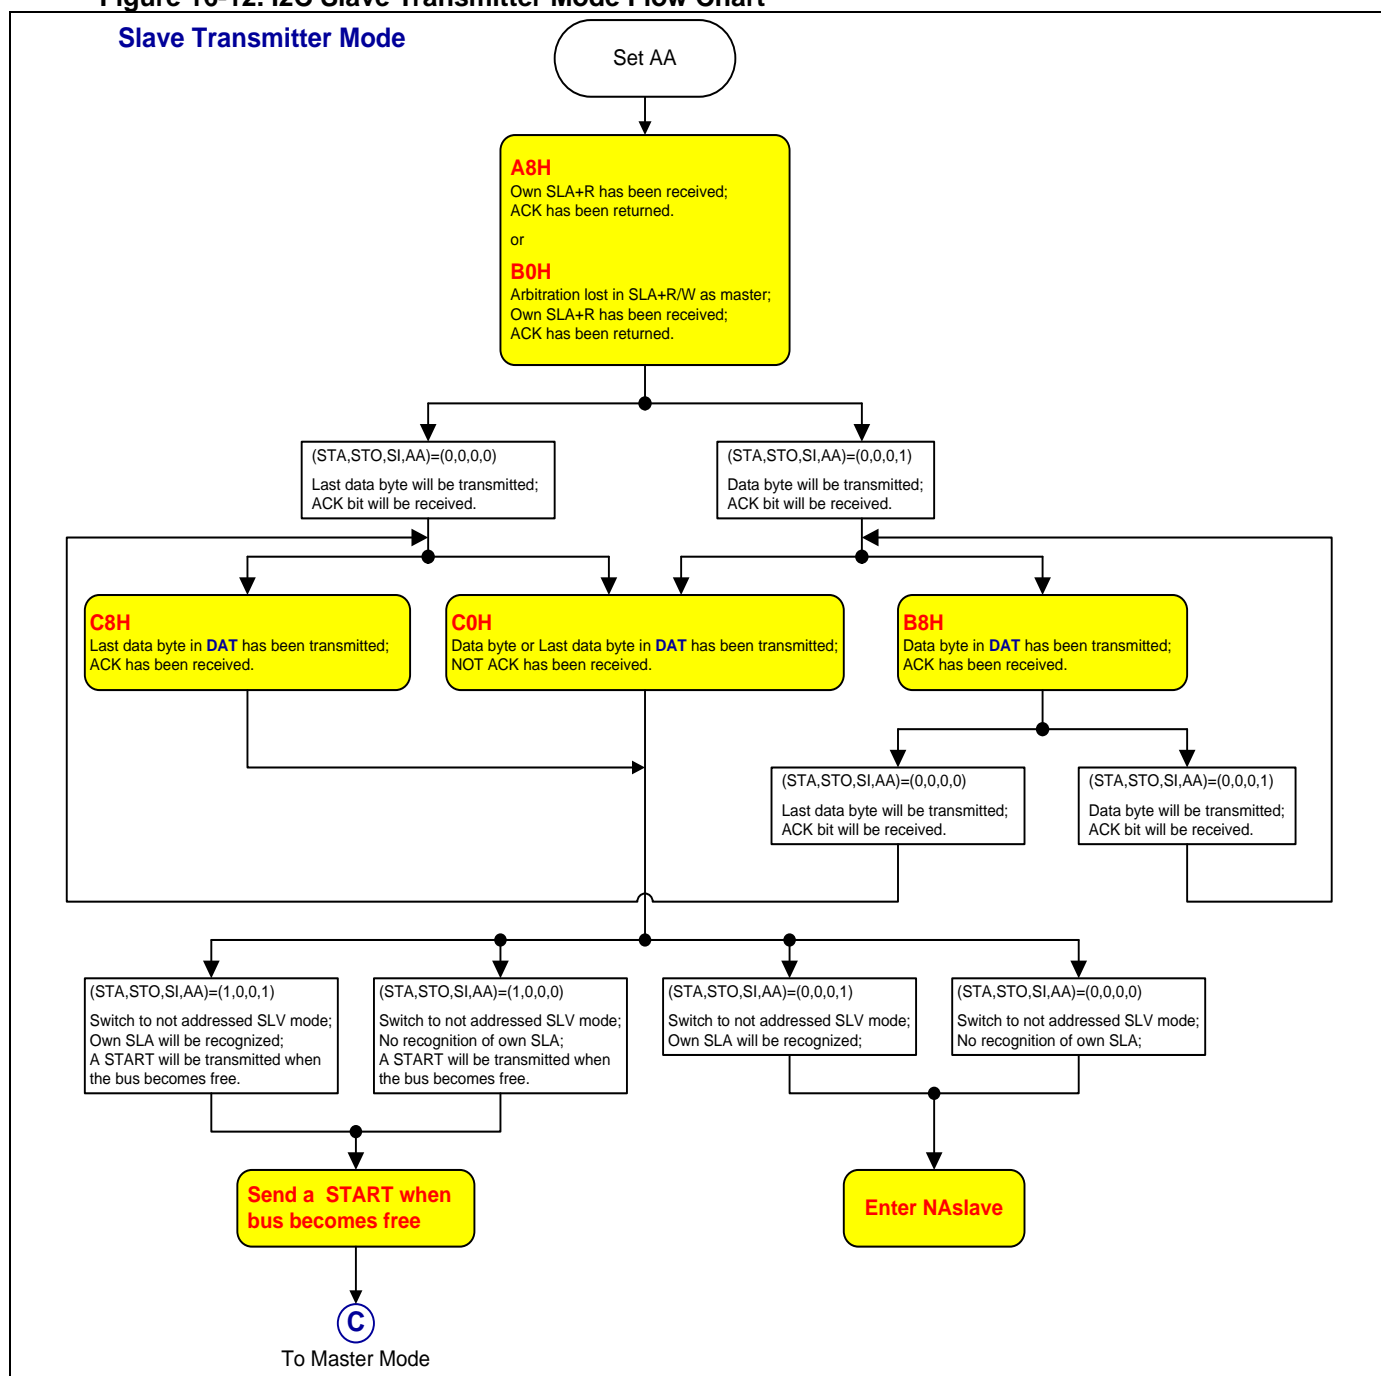 Figure 16-12. I2C Slave Transmitter Mode Flow Chart
Slave Transmitter Mode
Set AA
A8H
Own SLA+R has been received;
ACK has been returned.
or
B0H
Arbitration lost in SLA+R/W as master;
Own SLA+R has been received;
ACK has been returned.
(STA,STO,SI,AA)=(0,0,0,0)
Last data byte will be transmitted;
ACK bit will be received.
(STA,STO,SI,AA)=(0,0,0,1)
Data byte will be transmitted;
ACK bit will be received.
C8H
Last data byte in DAT has been transmitted;
ACK has been received.
C0H
Data byte or Last data byte in DAT has been transmitted;
NOT ACK has been received.
B8H
Data byte in DAT has been transmitted;
ACK has been received.
(STA,STO,SI,AA)=(0,0,0,0)
Last data byte will be transmitted;
ACK bit will be received.
(STA,STO,SI,AA)=(0,0,0,1)
Data byte will be transmitted;
ACK bit will be received.
(STA,STO,SI,AA)=(1,0,0,1)
Switch to not addressed SLV mode;
Own SLA will be recognized;
A START will be transmitted when
the bus becomes free.
(STA,STO,SI,AA)=(1,0,0,0)
Switch to not addressed SLV mode;
No recognition of own SLA;
A START will be transmitted when
the bus becomes free.
(STA,STO,SI,AA)=(0,0,0,1)
Switch to not addressed SLV mode;
Own SLA will be recognized;
(STA,STO,SI,AA)=(0,0,0,0)
Switch to not addressed SLV mode;
No recognition of own SLA;
Send a START when
bus becomes free
Enter NAslave
C
To Master Mode